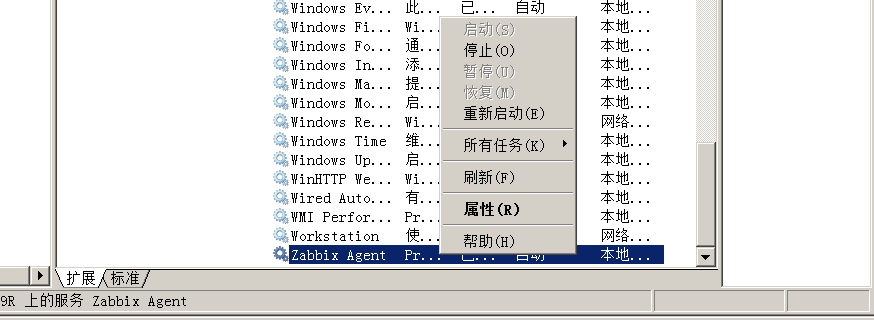 Windows Ev... 此... 已... 自动 本地...
Windows Fi... Wi... 启动(S) 本地...
Windows Fo... 通... 停止(O) 本地...
Windows In... 添... 暂停(U) 本地...
Windows Ma... 提... 恢复(M) 本地...
Windows Mo... 启... 重新启动(E) 本地...
Windows Re... Wi... 网络...
Windows Time 维... 所有任务(K) 本地...
Windows Up... 启... 本地...
WinHTTP We... Wi... 刷新(F) 本地...
Wired Auto... 有... 本地...
WMI Perfor... Pr... 属性(R) 本地...
Workstation 使... 帮助(H) 网络...
Zabbix Agent Pr... 已... 自动 本地...
扩展 标准
9R 上的服务 Zabbix Agent